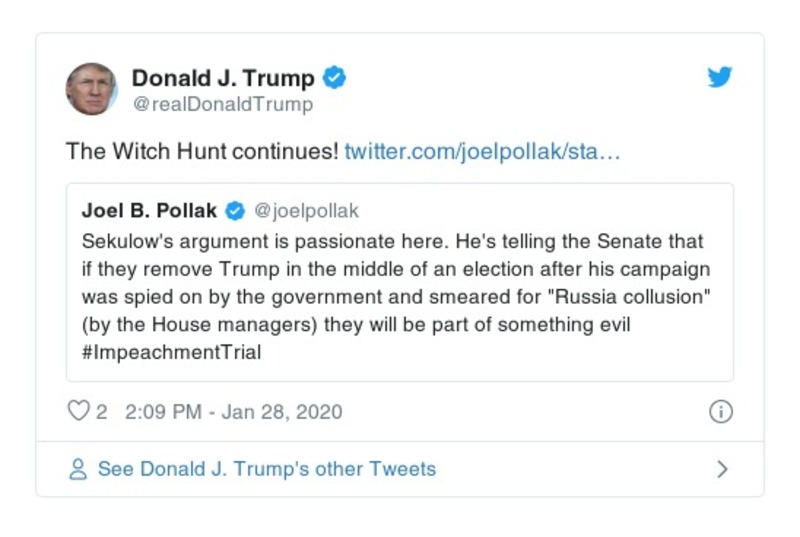 Donald J. Trump
@realDonaldTrump
The Witch Hunt continues! twitter.com/joelpollak/sta…
Joel B. Pollak @joelpollak
Sekulow's argument is passionate here. He's telling the Senate that
if they remove Trump in the middle of an election after his campaign
was spied on by the government and smeared for "Russia collusion"
(by the House managers) they will be part of something evil
#ImpeachmentTrial
2 2:09 PM - Jan 28, 2020
See Donald J. Trump's other Tweets